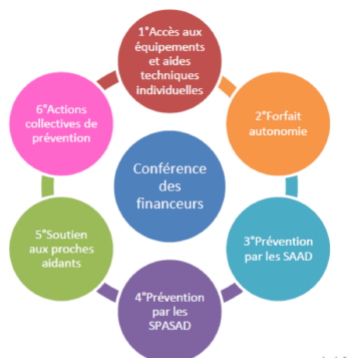 1°Accès aux
équipements
et aides
techniques
individuelles
2°Forfait
autonomie
3°Prévention
par les SAAD
4°Prévention
par les
SPASAD
5°Soutien
aux proches
aidants
6°Actions
collectives de
prévention
Conférence
des
financeurs